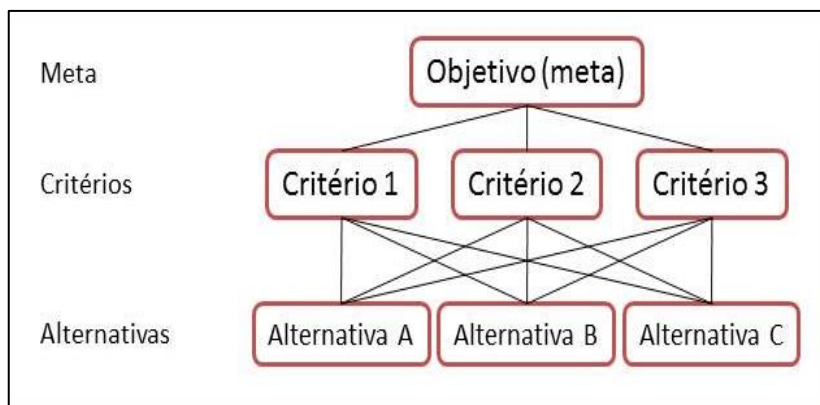 Meta
Objetivo (meta)
Critérios
Critério 1
Critério 2
Critério 3
Alternativas
Alternativa A
Alternativa B
Alternativa C